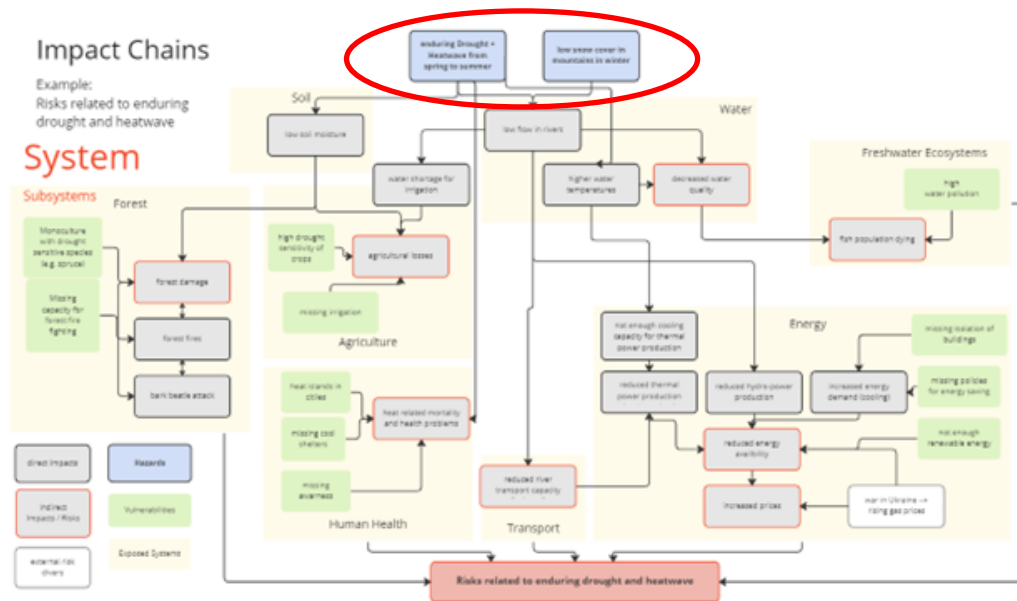 Impact Chains
Example:
Risks related to enduring
drought and heatwave
System
Subsystems
enduring Drought +
Heatwave from
spring to summer
low snow cover in
mountains in winter
Soil
low soil moisture
Water
low flow in rivers
water shortage for
irrigation
higher water
temperatures
decreased water
quality
Freshwater Ecosystems
high
water pollution
fish population dying
Forest
Monoculture
with drought
sensitive species
(e.g. spruce)
Missing
capacity for
forest fire
fighting
forest damage
forest fires
bark beetle attack
high drought
sensitivity of
crops
agricultural losses
missing irrigation
Agriculture
heat islands in
cities
missing cool
shelters
missing
awarness
heat related mortality
and health problems
Human Health
reduced river
transport capacity
Transport
Energy
not enough cooling
capacity for thermal
power production
reduced thermal
power production
reduced hydro-power
production
increased energy
demand (cooling)
missing isolation of
buildings
missing policies
for energy saving
not enough
renewable energy
reduced energy
availibility
increased prices
war in Ukraine -->
rising gas prices
direct impacts
Hazards
Indirect
Impacts / Risks
Vulnerabilities
external risk
drivers
Exposed Systems
Risks related to enduring drought and heatwave